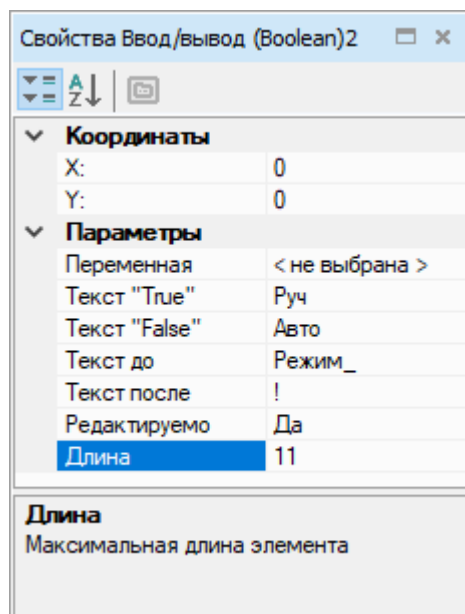 Свойства Ввод/вывод (Boolean)2
Координаты
X: 0
Y: 0
Параметры
Переменная < не выбрана >
Текст "True" Руч
Текст "False" Авто
Текст до Режим_
Текст после !
Редактируемо Да
Длина 11
Длина
Максимальная длина элемента